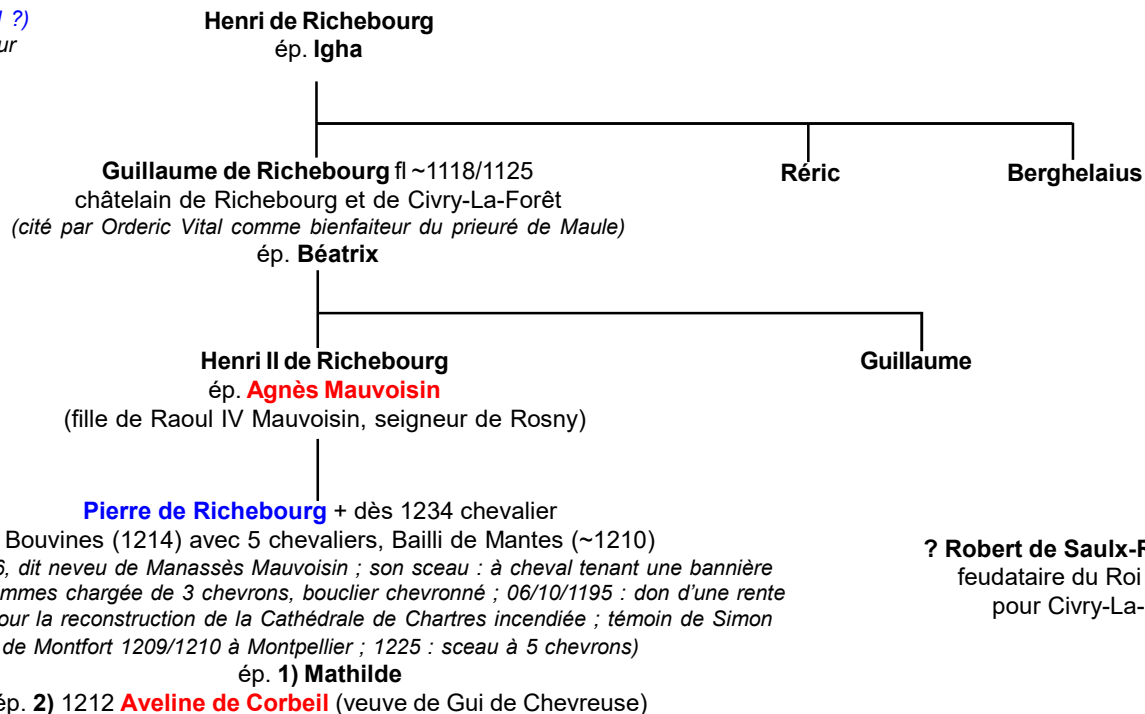 ?)
Henri de Richebourg
ép. Igha
Guillaume de Richebourg fl ~1118/1125
châtelain de Richebourg et de Civry-La-Forêt
(cité par Orderic Vital comme bienfaiteur du prieuré de Maule)
ép. Béatrix
Réric
Berghelaius
Henri II de Richebourg
ép. Agnès Mauvoisin
(fille de Raoul IV Mauvoisin, seigneur de Rosny)
Guillaume
Pierre de Richebourg + dès 1234 chevalier
Bouvines (1214) avec 5 chevaliers, Bailli de Mantes (~1210)
, dit neveu de Manassès Mauvoisin ; son sceau : à cheval tenant une bannière
mmes chargée de 3 chevrons, bouclier chevronné ; 06/10/1195 : don d'une rente
our la reconstruction de la Cathédrale de Chartres incendiée ; témoin de Simon
de Montfort 1209/1210 à Montpellier ; 1225 : sceau à 5 chevrons)
ép. 1) Mathilde
ép. 2) 1212 Aveline de Corbeil (veuve de Gui de Chevreuse)
? Robert de Saulx-
feudataire du Roi
pour Civry-La-